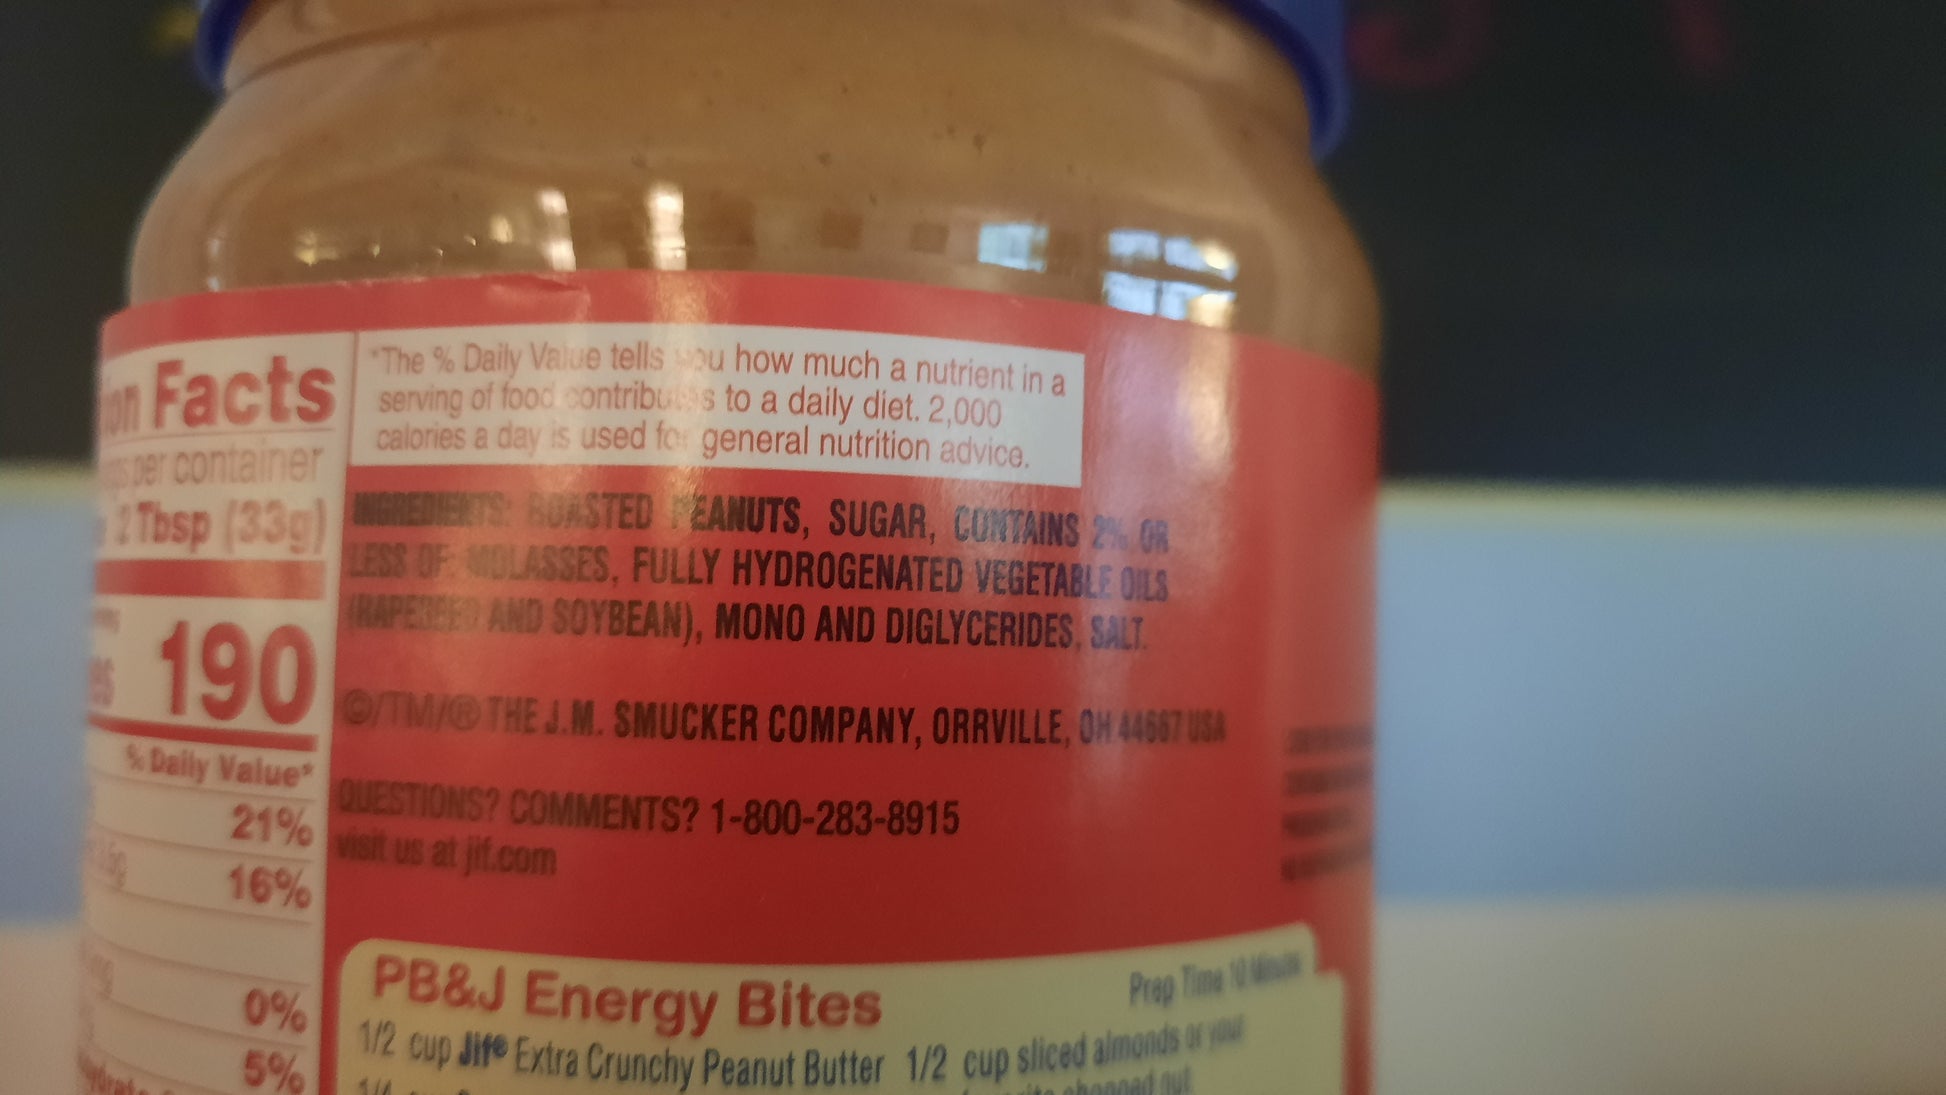 on Facts
per container
2 Tbsp (33g)
190
% Daily Value*
21%
16%
0%
5%
*The % Daily Value tells you how much a nutrient in a
serving of food contributes to a daily diet. 2,000
calories a day is used for general nutrition advice.
INGREDIENTS: ROASTED PEANUTS, SUGAR, CONTAINS 2% OR
LESS OF: MOLASSES, FULLY HYDROGENATED VEGETABLE OILS
(RAPESEED AND SOYBEAN), MONO AND DIGLYCERIDES, SALT.
©/TM/® THE J.M. SMUCKER COMPANY, ORRVILLE, OH 44667 USA
QUESTIONS? COMMENTS? 1-800-283-8915
visit us at jif.com
PB&J Energy Bites
Prep Time 10 Minutes
1/2 cup Jif® Extra Crunchy Peanut Butter
1/2 cup sliced almonds or your
chopped nut